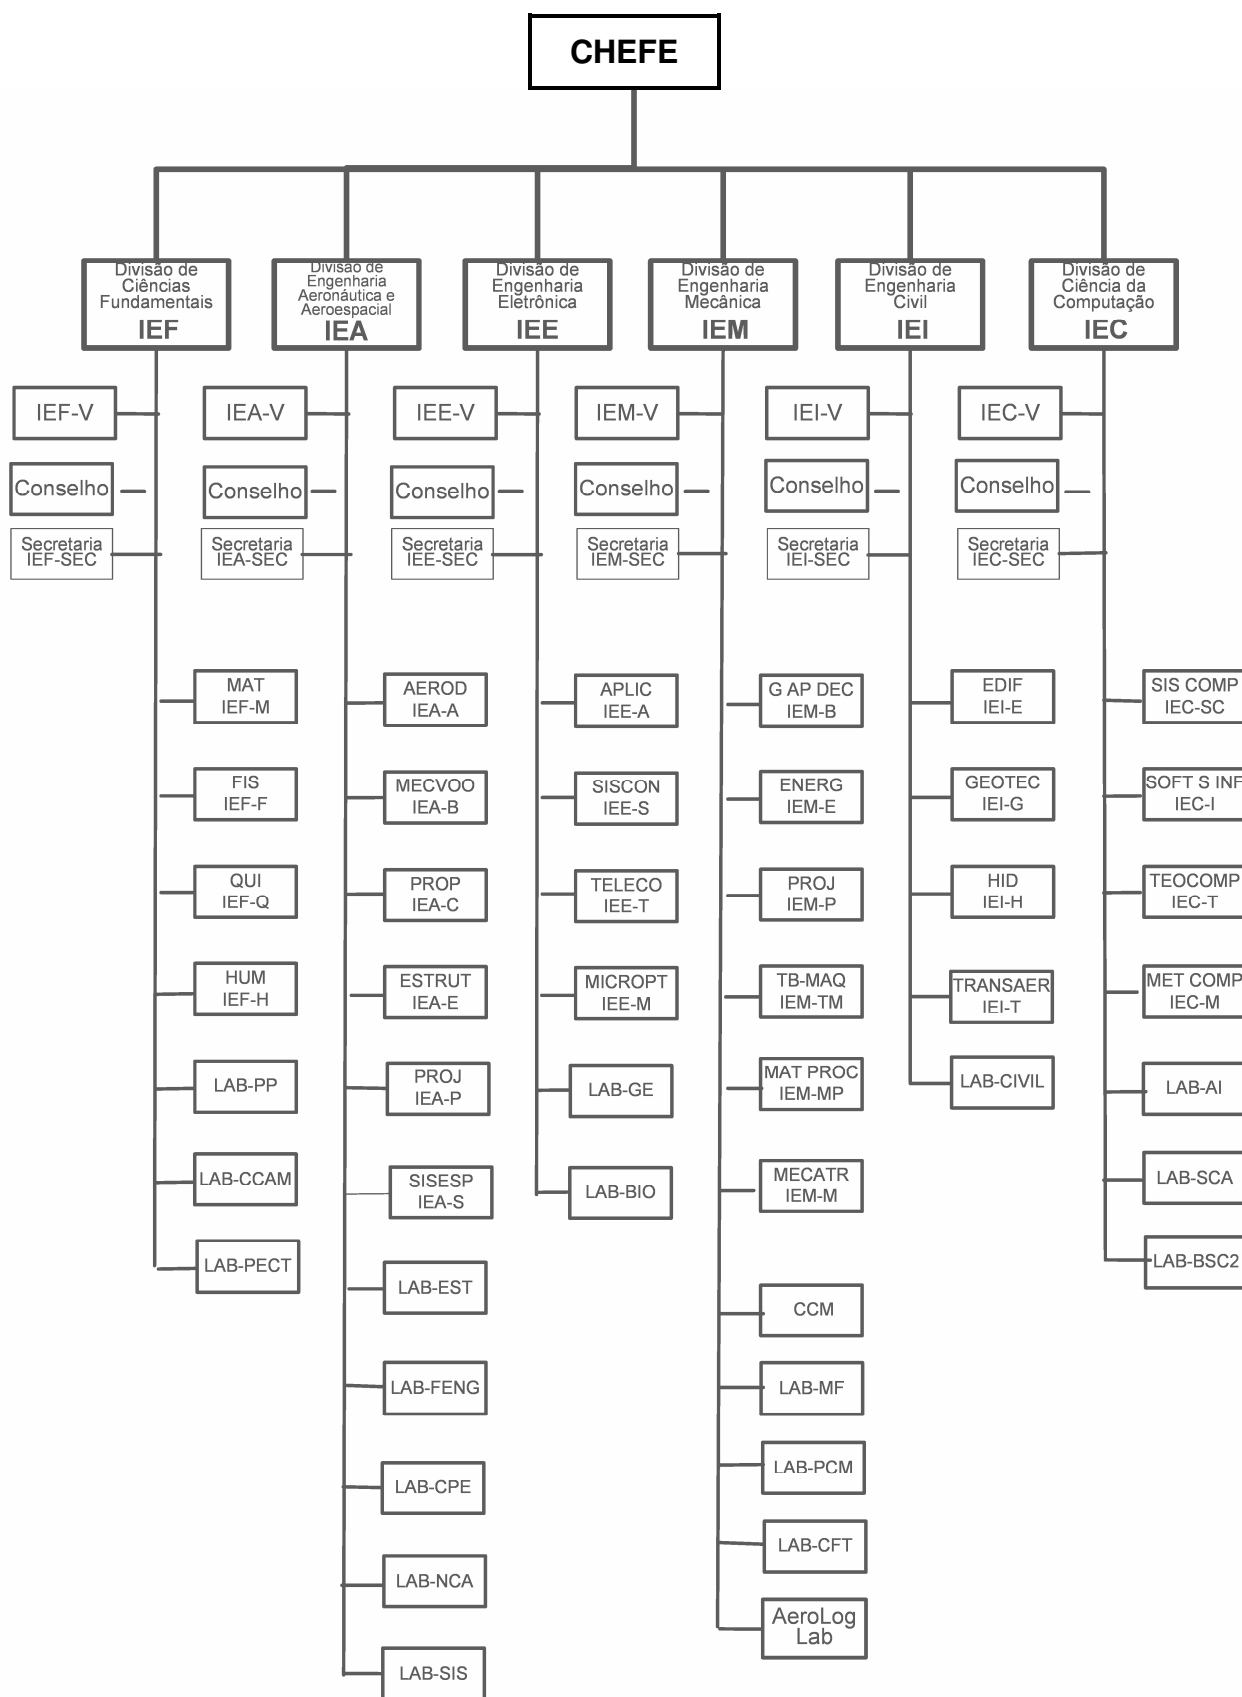 CHEFE
Divisão de
Ciências
Fundamentais
IEF
Divisão de
Engenharia
Aeronáutica e
Aeroespacial
IEA
Divisão de
Engenharia
Eletrônica
IEE
Divisão de
Engenharia
Mecânica
IEM
Divisão de
Engenharia
Civil
IEI
Divisão de
Ciência da
Computação
IEC
IEF-V
IEA-V
IEE-V
IEM-V
IEI-V
IEC-V
Conselho
Conselho
Conselho
Conselho
Conselho
Conselho
Secretaria
IEF-SEC
Secretaria
IEA-SEC
Secretaria
IEE-SEC
Secretaria
IEM-SEC
Secretaria
IEI-SEC
Secretaria
IEC-SEC
MAT
IEF-M
AEROD
IEA-A
APLIC
IEE-A
G AP DEC
IEM-B
EDIF
IEI-E
SIS COMP
IEC-SC
FIS
IEF-F
MECVOO
IEA-B
SISCON
IEE-S
ENERG
IEM-E
GEOTEC
IEI-G
SOFT S INF
IEC-I
QUI
IEF-Q
PROP
IEA-C
TELECO
IEE-T
PROJ
IEM-P
HID
IEI-H
TEOCOMP
IEC-T
HUM
IEF-H
ESTRUT
IEA-E
MICROPT
IEE-M
TB-MAQ
IEM-TM
TRANSAER
IEI-T
MET COMP
IEC-M
LAB-PP
PROJ
IEA-P
LAB-GE
MAT PROC
IEM-MP
LAB-CIVIL
LAB-AI
LAB-CCAM
SISESP
IEA-S
LAB-BIO
MECATR
IEM-M
LAB-SCA
LAB-PECT
LAB-EST
CCM
LAB-BSC2
LAB-FENG
LAB-MF
LAB-CPE
LAB-PCM
LAB-NCA
LAB-CFT
LAB-SIS
AeroLog
Lab